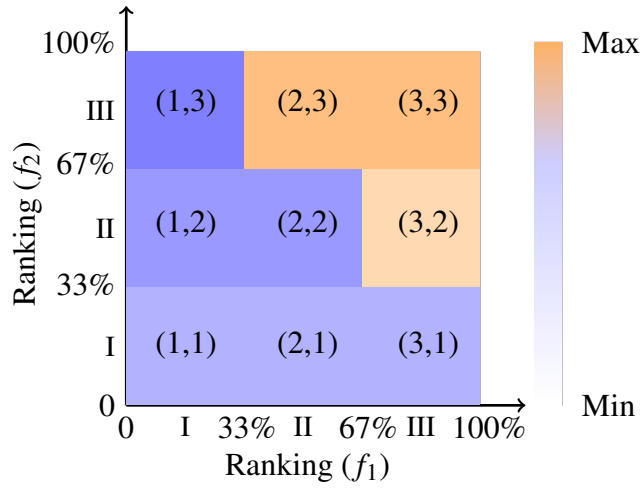 100%
Max
III
(1,3)
(2,3)
(3,3)
67%
Ranking (f₂)
II
(1,2)
(2,2)
(3,2)
33%
I
(1,1)
(2,1)
(3,1)
0
Min
0
I
33%
II
67%
III
100%
Ranking (f₁)